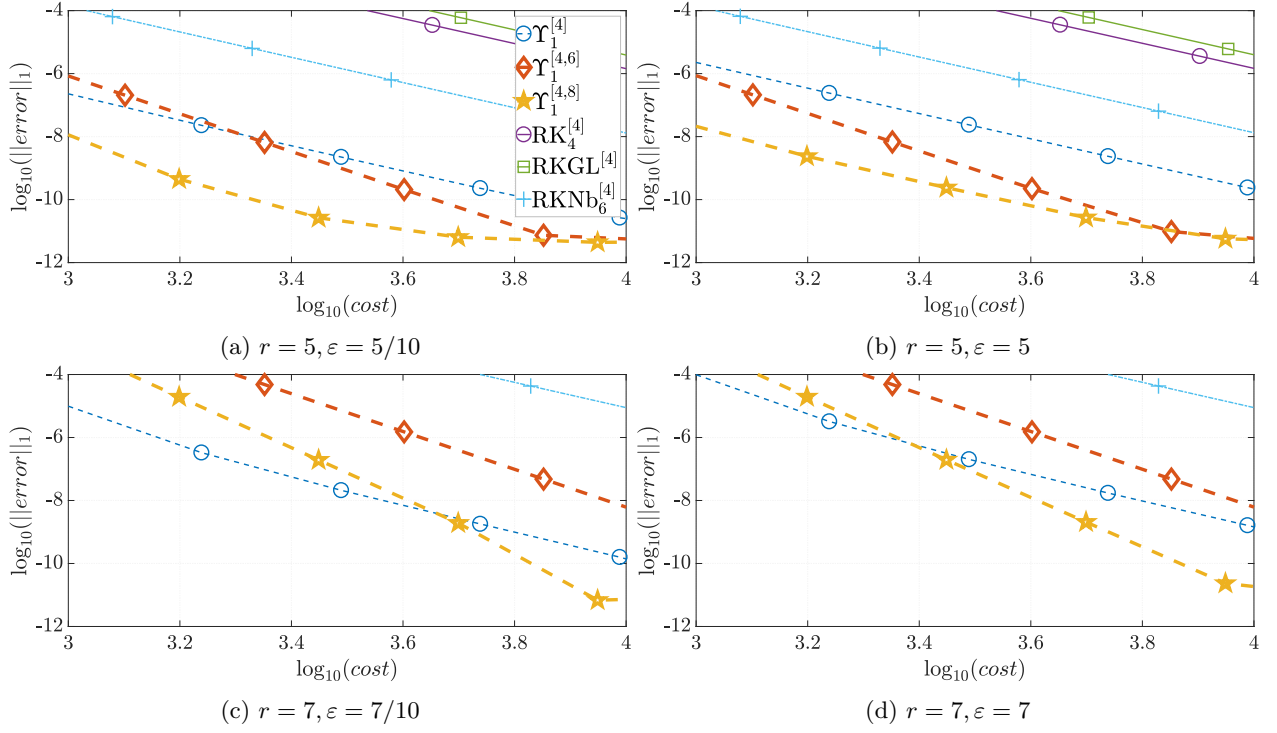 -4
-6
-8
-10
-12
log₁₀(||error||₁)
3 3.2 3.4 3.6 3.8 4
log₁₀(cost)
ϒ₁^[4]
ϒ₁^[4,6]
ϒ₁^[4,8]
RK₄^[4]
RKGL^[4]
RKNb₆^[4]
(a) r = 5, ε = 5/10
-4
-6
-8
-10
-12
log₁₀(||error||₁)
3 3.2 3.4 3.6 3.8 4
log₁₀(cost)
(b) r = 5, ε = 5
-4
-6
-8
-10
-12
log₁₀(||error||₁)
3 3.2 3.4 3.6 3.8 4
log₁₀(cost)
(c) r = 7, ε = 7/10
-4
-6
-8
-10
-12
log₁₀(||error||₁)
3 3.2 3.4 3.6 3.8 4
log₁₀(cost)
(d) r = 7, ε = 7